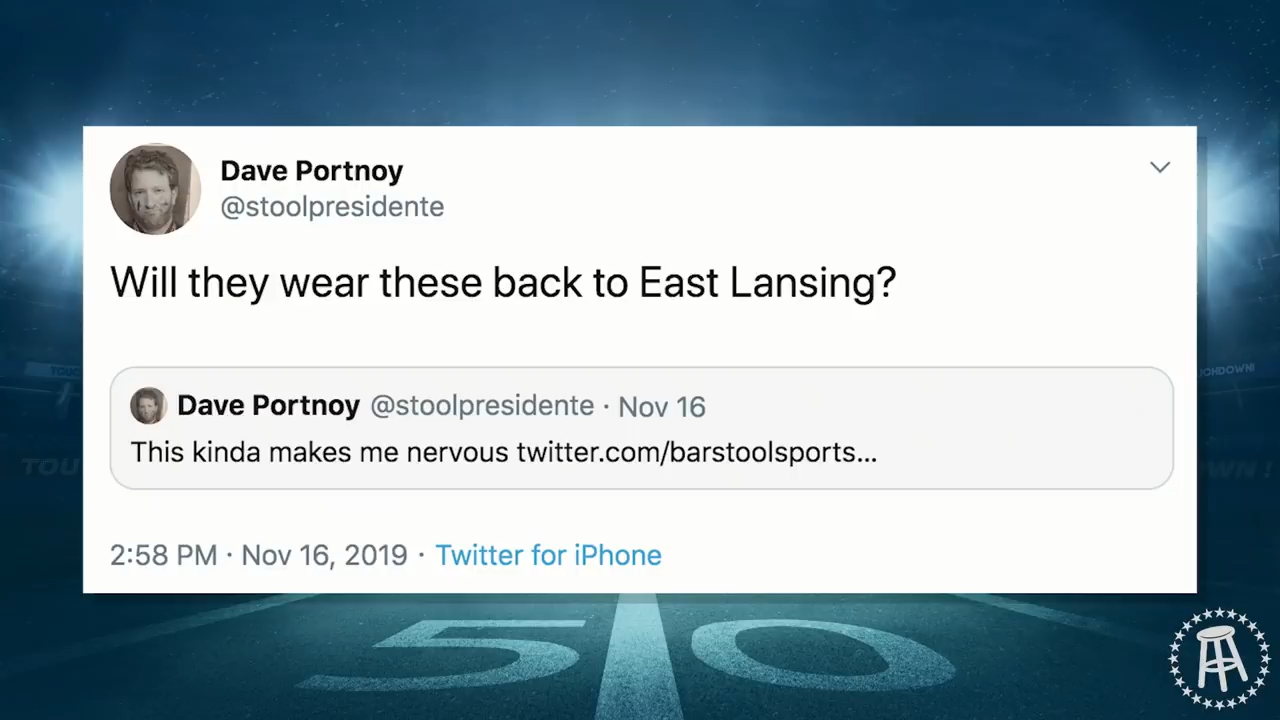 Dave Portnoy
@stoolpresidente
Will they wear these back to East Lansing?
Dave Portnoy @stoolpresidente · Nov 16
This kinda makes me nervous twitter.com/barstoolsports...
2:58 PM · Nov 16, 2019 · Twitter for iPhone
50